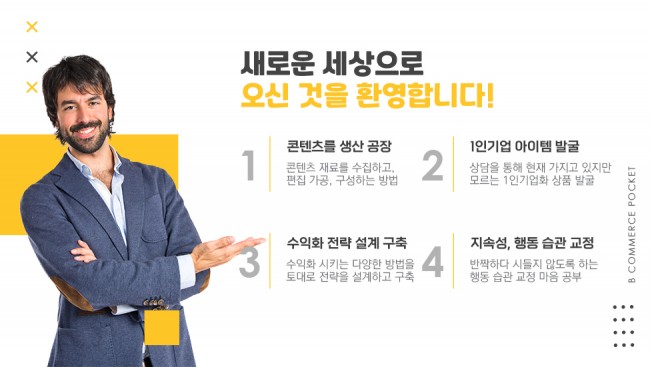 새로운 세상으로
오신 것을 환영합니다!
1
콘텐츠를 생산 공장
콘텐츠 재료를 수집하고,
편집 가공, 구성하는 방법
2
1인기업 아이템 발굴
상담을 통해 현재 가지고 있지만
모르는 1인기업화 상품 발굴
3
수익화 전략 설계 구축
수익화 시키는 다양한 방법을
토대로 전략을 설계하고 구축
4
지속성, 행동 습관 교정
반짝하다 시들지 않도록 하는
행동 습관 교정 마음 공부
B COMMERCE POCKET